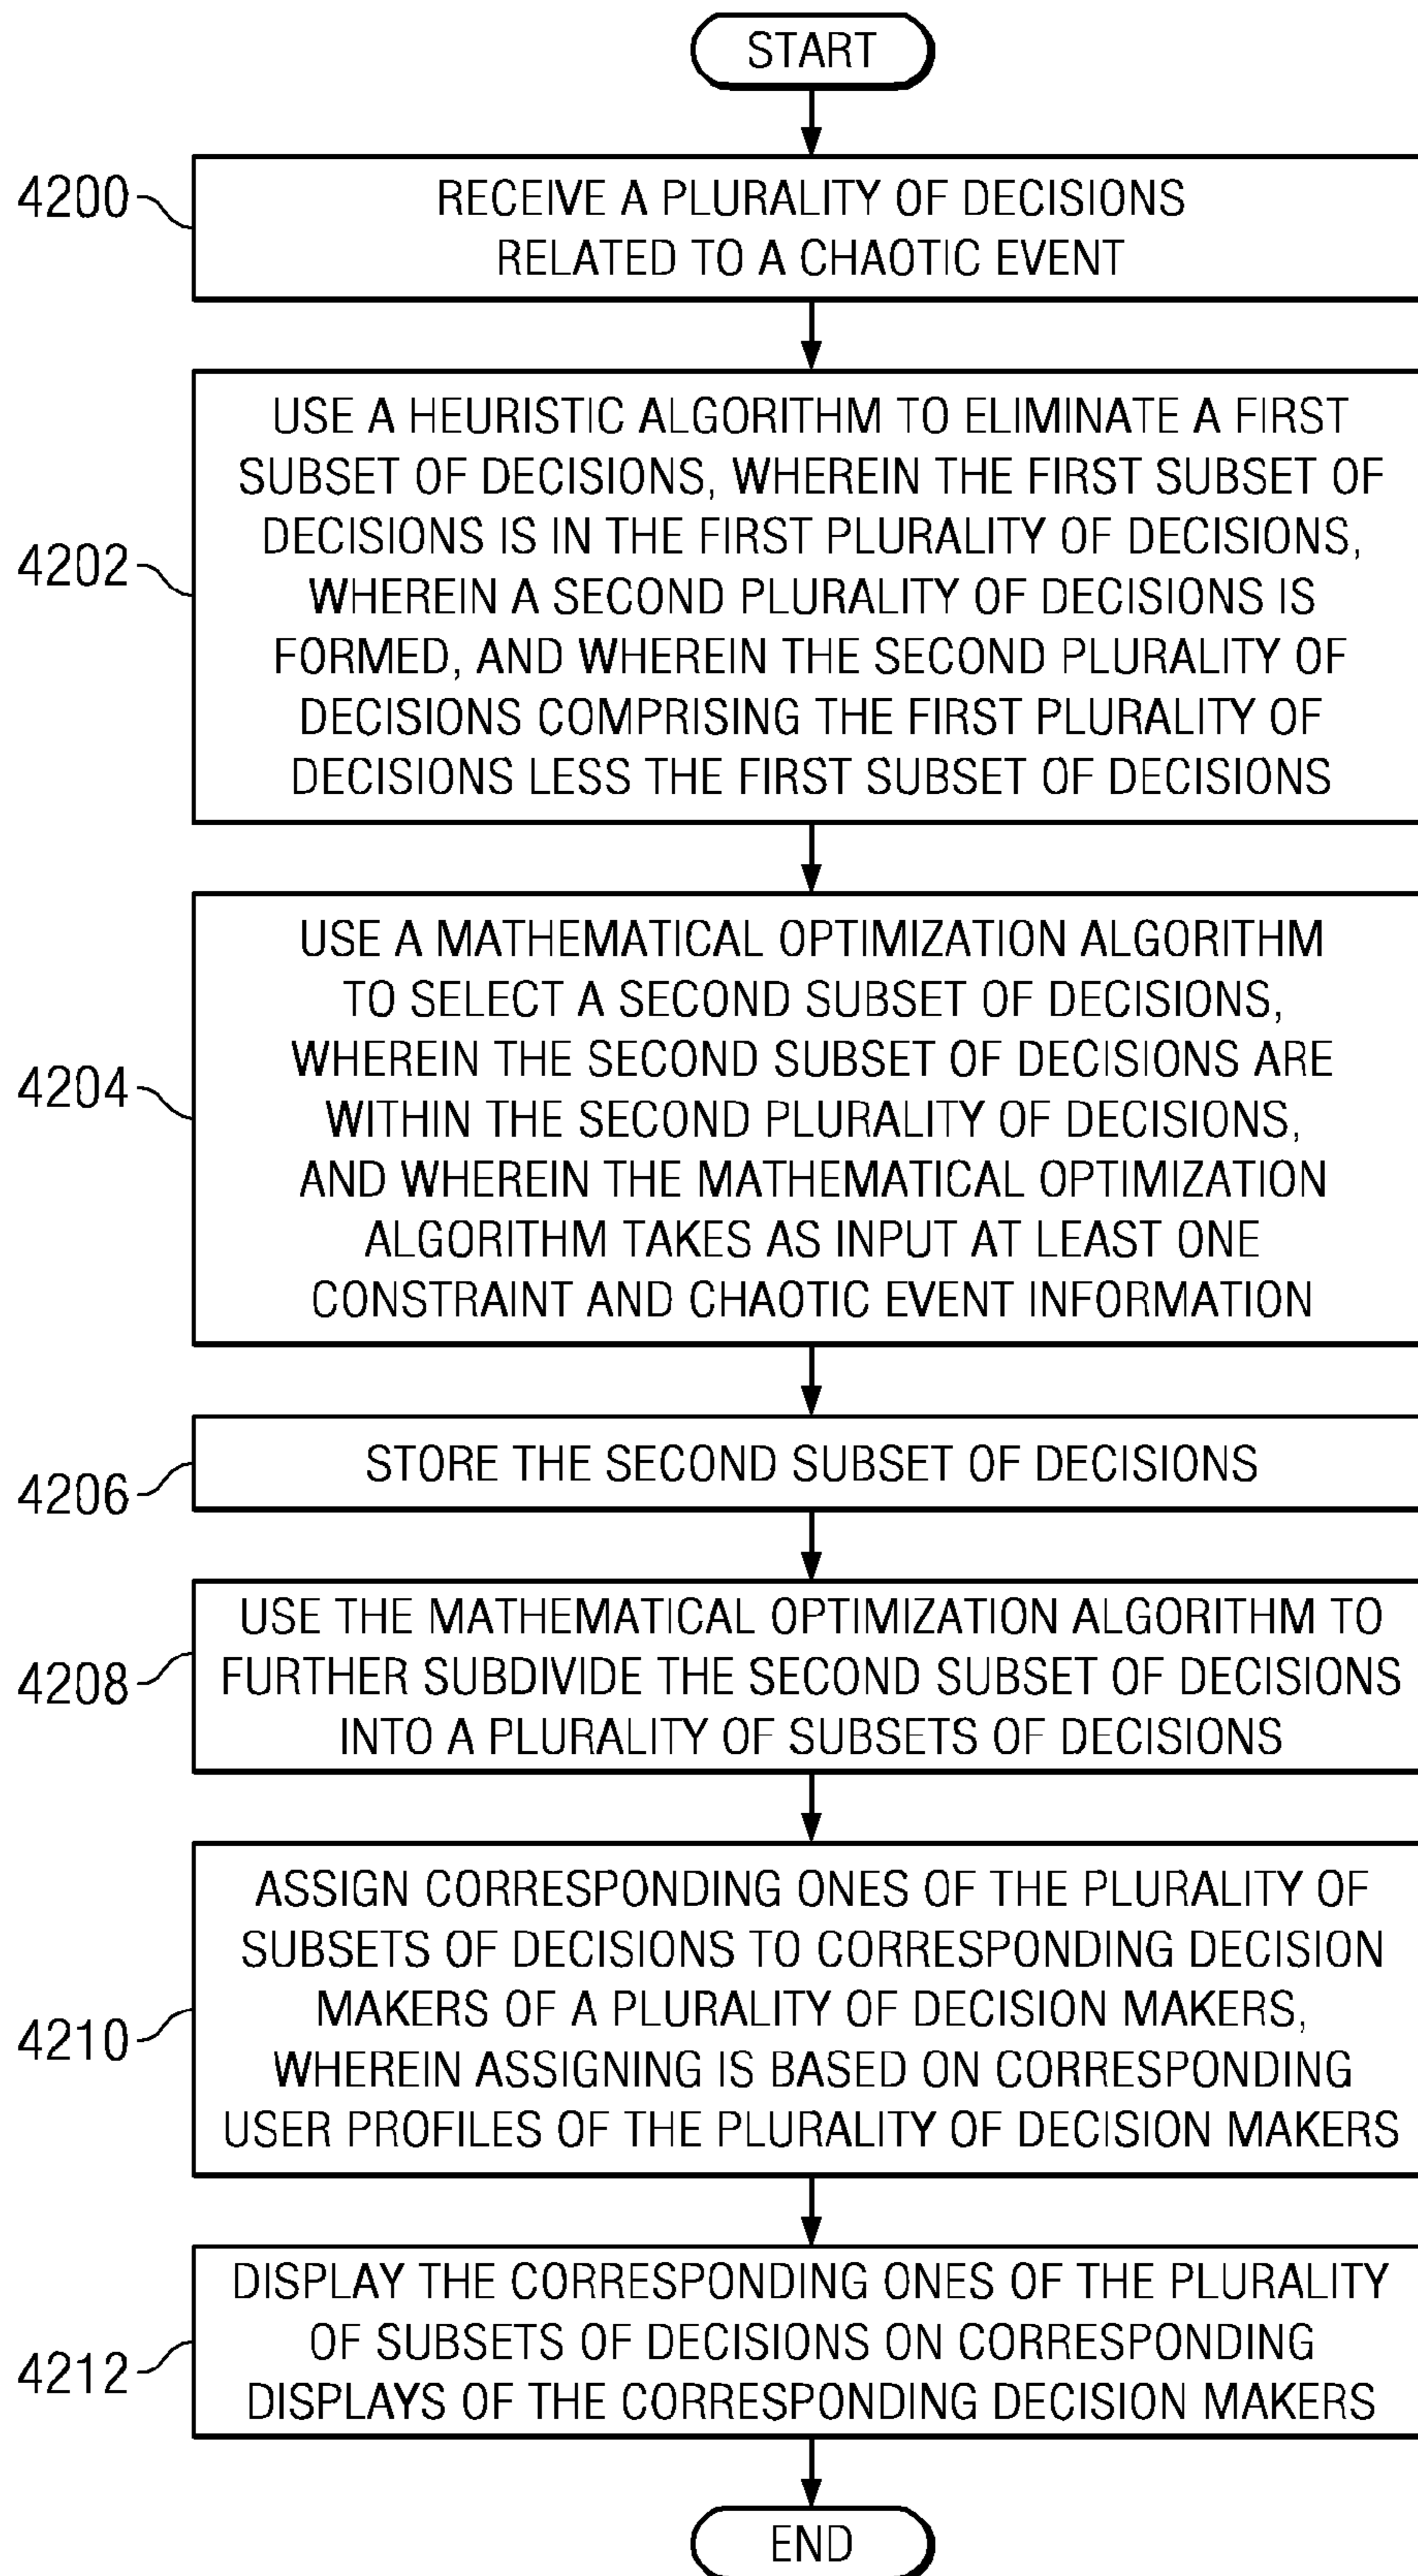 START
4200
RECEIVE A PLURALITY OF DECISIONS
RELATED TO A CHAOTIC EVENT
4202
USE A HEURISTIC ALGORITHM TO ELIMINATE A FIRST
SUBSET OF DECISIONS, WHEREIN THE FIRST SUBSET OF
DECISIONS IS IN THE FIRST PLURALITY OF DECISIONS,
WHEREIN A SECOND PLURALITY OF DECISIONS IS
FORMED, AND WHEREIN THE SECOND PLURALITY OF
DECISIONS COMPRISING THE FIRST PLURALITY OF
DECISIONS LESS THE FIRST SUBSET OF DECISIONS
4204
USE A MATHEMATICAL OPTIMIZATION ALGORITHM
TO SELECT A SECOND SUBSET OF DECISIONS,
WHEREIN THE SECOND SUBSET OF DECISIONS ARE
WITHIN THE SECOND PLURALITY OF DECISIONS,
AND WHEREIN THE MATHEMATICAL OPTIMIZATION
ALGORITHM TAKES AS INPUT AT LEAST ONE
CONSTRAINT AND CHAOTIC EVENT INFORMATION
4206
STORE THE SECOND SUBSET OF DECISIONS
4208
USE THE MATHEMATICAL OPTIMIZATION ALGORITHM TO
FURTHER SUBDIVIDE THE SECOND SUBSET OF DECISIONS
INTO A PLURALITY OF SUBSETS OF DECISIONS
4210
ASSIGN CORRESPONDING ONES OF THE PLURALITY OF
SUBSETS OF DECISIONS TO CORRESPONDING DECISION
MAKERS OF A PLURALITY OF DECISION MAKERS,
WHEREIN ASSIGNING IS BASED ON CORRESPONDING
USER PROFILES OF THE PLURALITY OF DECISION MAKERS
4212
DISPLAY THE CORRESPONDING ONES OF THE PLURALITY
OF SUBSETS OF DECISIONS ON CORRESPONDING
DISPLAYS OF THE CORRESPONDING DECISION MAKERS
END